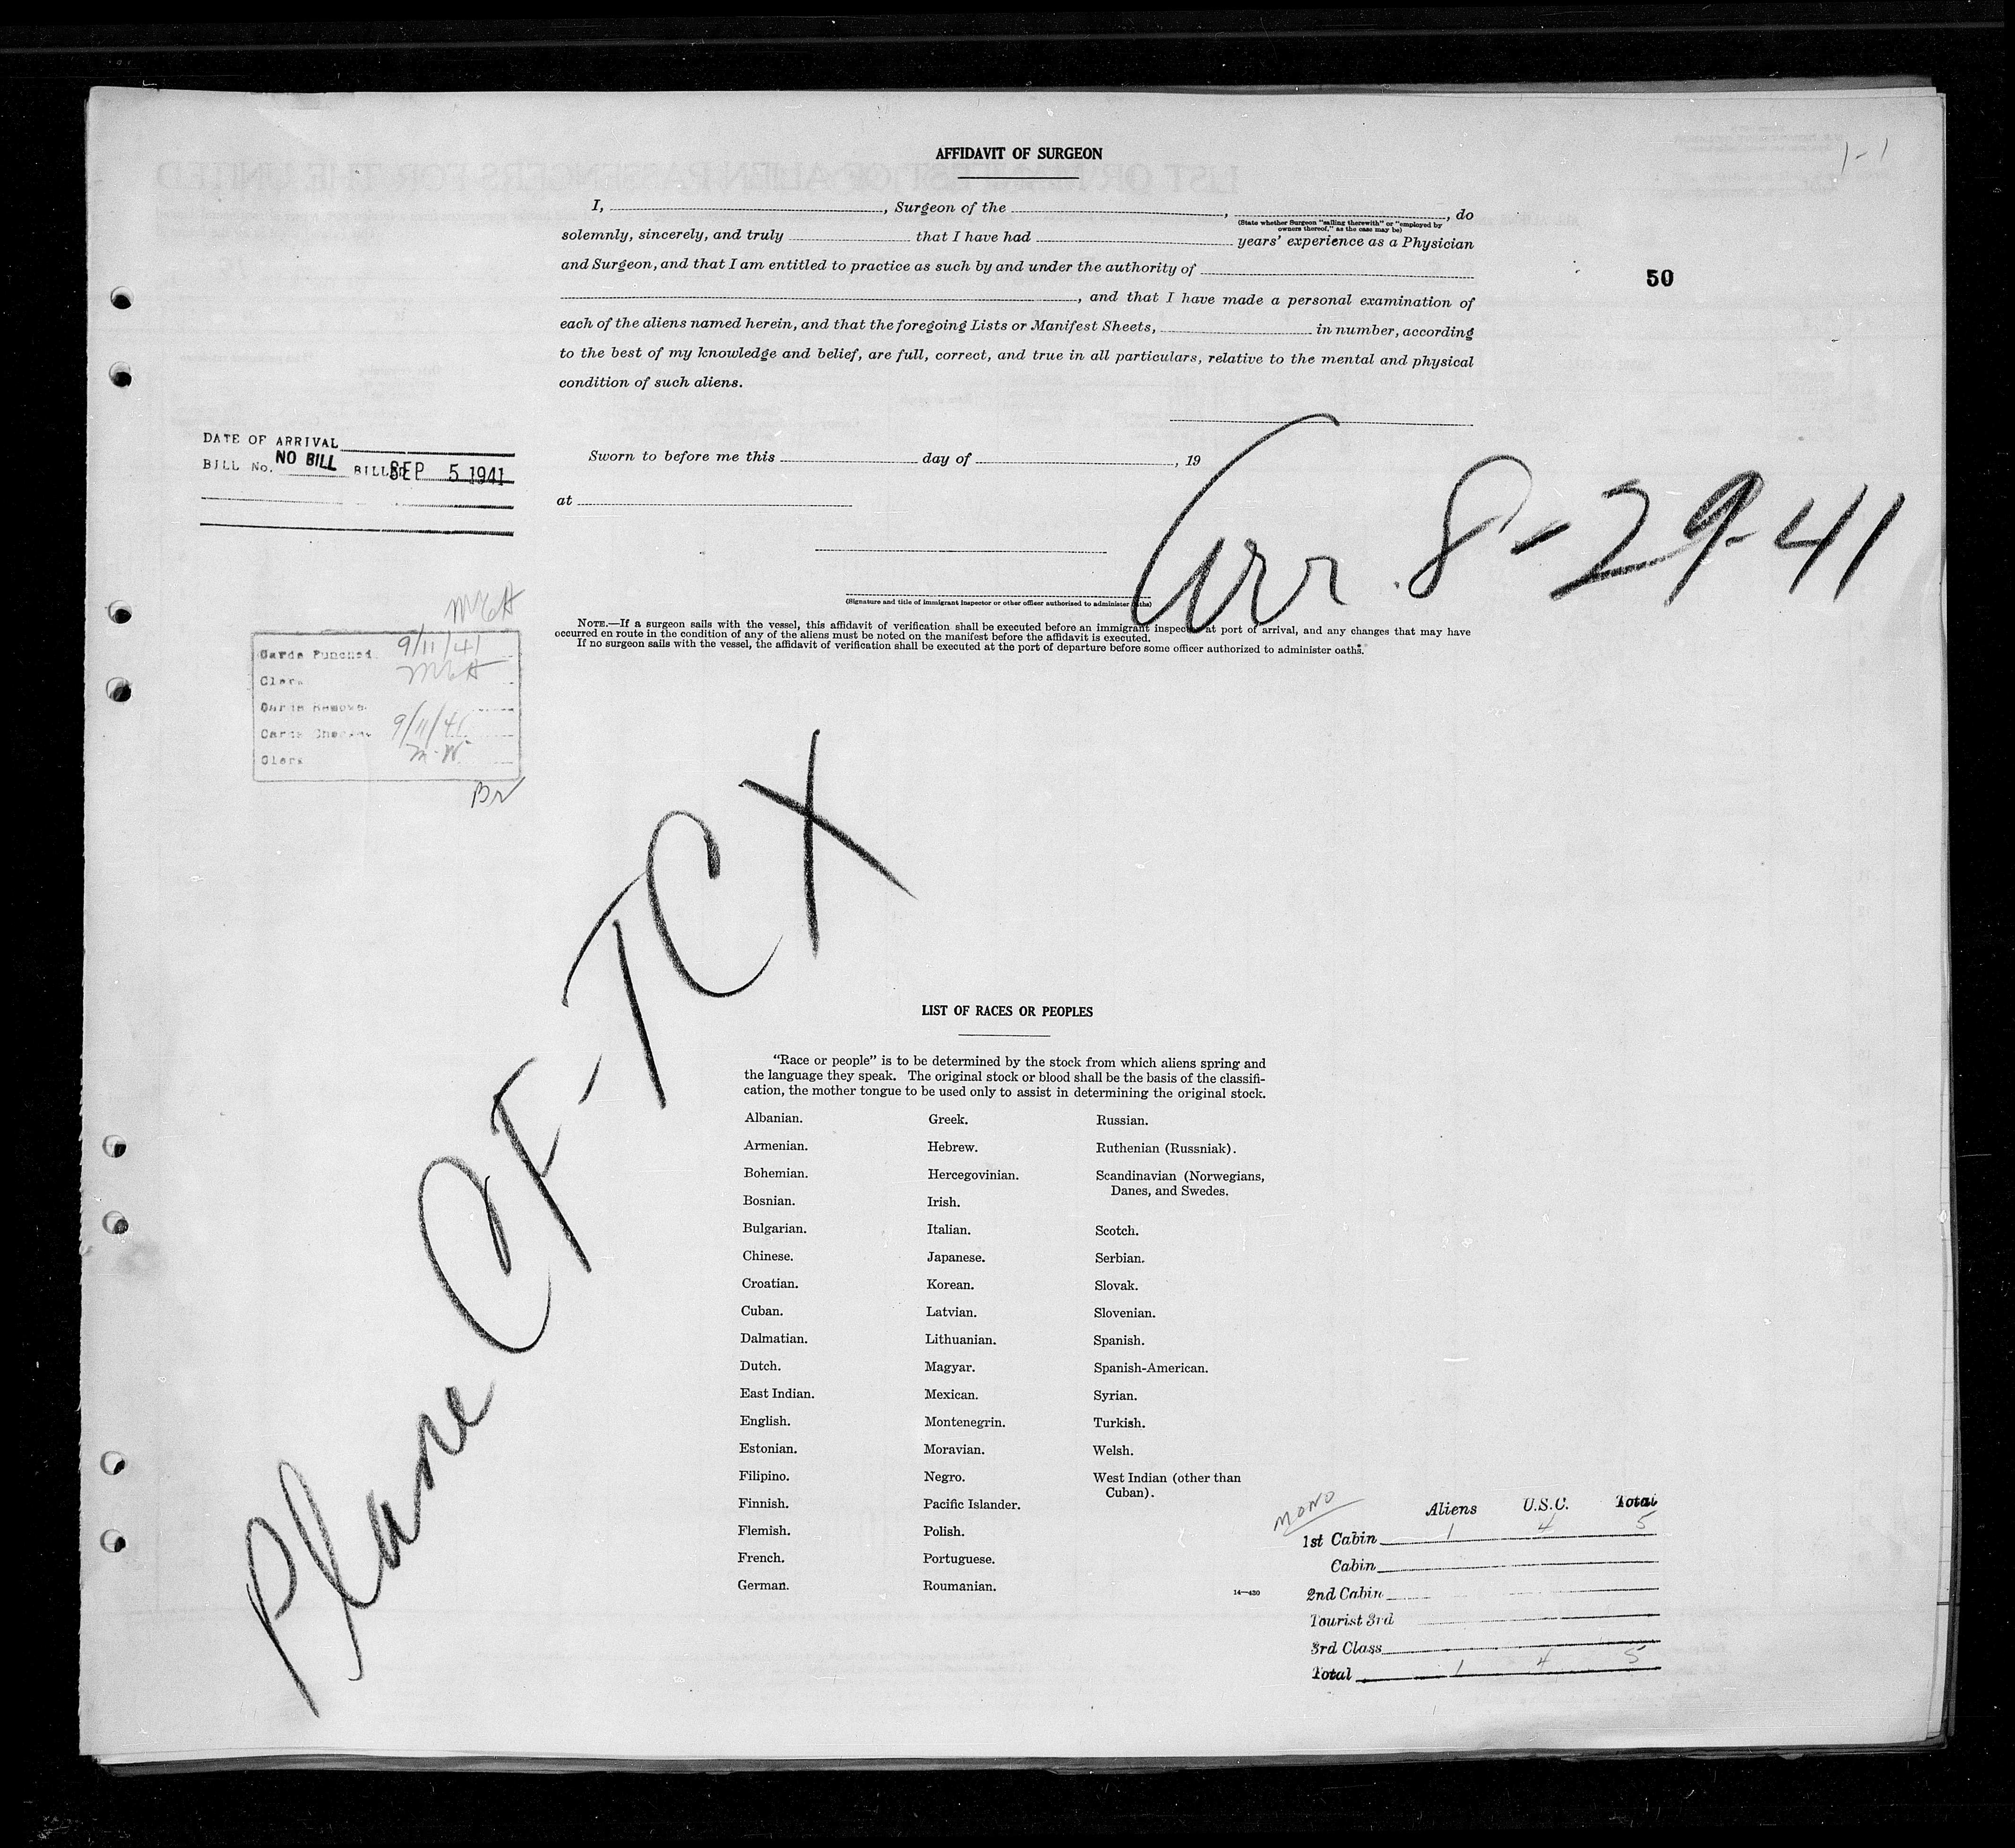 AFFIDAVIT OF SURGEON
1-1
I, , Surgeon of the , , do
(State whether Surgeon "sailing therewith" or "employed by
owners thereof," as the case may be)
solemnly, sincerely, and truly that I have had years' experience as a Physician
and Surgeon, and that I am entitled to practice as such by and under the authority of
50
, and that I have made a personal examination of
each of the aliens named herein, and that the foregoing Lists or Manifest Sheets, in number, according
to the best of my knowledge and belief, are full, correct, and true in all particulars, relative to the mental and physical
condition of such aliens.
DATE OF ARRIVAL
BILL No. NO BILL BILLED SEP 5 1941
Sworn to before me this day of , 19
at
Arr. 8-29-41
(Signature and title of immigrant inspector or other officer authorized to administer oaths)
NOTE.—If a surgeon sails with the vessel, this affidavit of verification shall be executed before an immigrant inspector at port of arrival, and any changes that may have
occurred en route in the condition of any of the aliens must be noted on the manifest before the affidavit is executed.
If no surgeon sails with the vessel, the affidavit of verification shall be executed at the port of departure before some officer authorized to administer oaths.
Cards Punched 9/11/41
Clerk
Cards Remove
Cards Checked 9/11/41
Clerk M.W.
Plane CF-TCX
LIST OF RACES OR PEOPLES
"Race or people" is to be determined by the stock from which aliens spring and
the language they speak. The original stock or blood shall be the basis of the classifi-
cation, the mother tongue to be used only to assist in determining the original stock.
Albanian.
Armenian.
Bohemian.
Bosnian.
Bulgarian.
Chinese.
Croatian.
Cuban.
Dalmatian.
Dutch.
East Indian.
English.
Estonian.
Filipino.
Finnish.
Flemish.
French.
German.
Greek.
Hebrew.
Hercegovinian.
Irish.
Italian.
Japanese.
Korean.
Latvian.
Lithuanian.
Magyar.
Mexican.
Montenegrin.
Moravian.
Negro.
Pacific Islander.
Polish.
Portuguese.
Roumanian.
Russian.
Ruthenian (Russniak).
Scandinavian (Norwegians,
Danes, and Swedes.
Scotch.
Serbian.
Slovak.
Slovenian.
Spanish.
Spanish-American.
Syrian.
Turkish.
Welsh.
West Indian (other than
Cuban).
14—430
MONO
Aliens U.S.C. Total
1st Cabin 1 4 5
Cabin
2nd Cabin
Tourist 3rd
3rd Class
Total 1 4 5